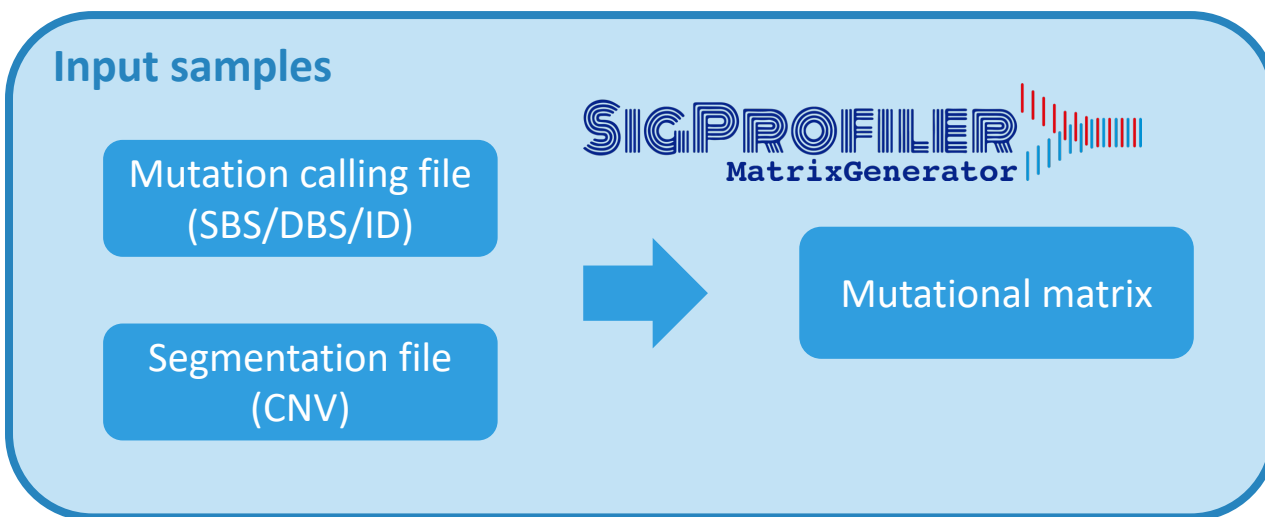 Input samples
Mutation calling file
(SBS/DBS/ID)
Segmentation file
(CNV)
SIGPROFILER
MatrixGenerator
Mutational matrix